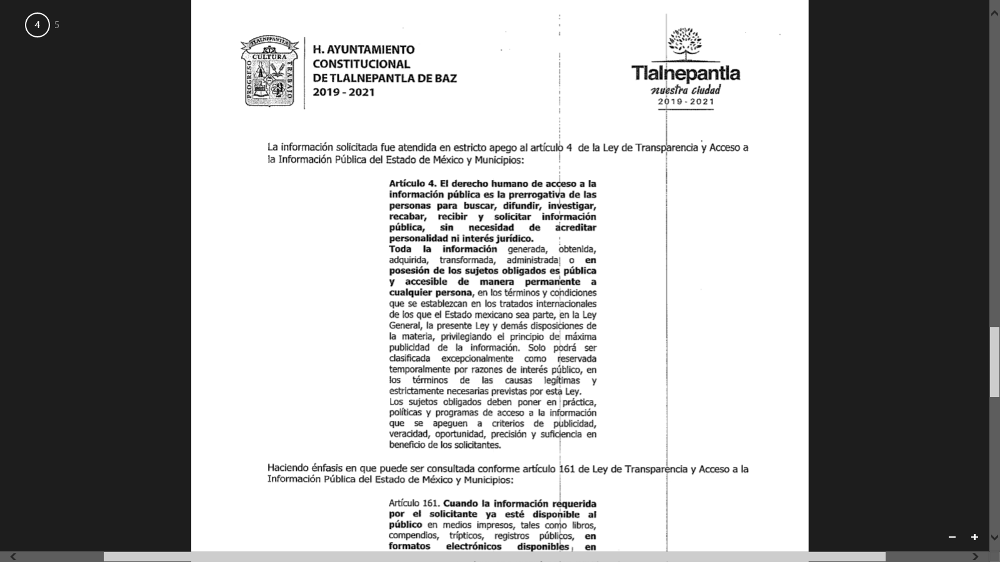 4 5
TLALNEPANTLA
CULTURA
PROGRESO
TRABAJO
H. AYUNTAMIENTO
CONSTITUCIONAL
DE TLALNEPANTLA DE BAZ
2019 - 2021
Tlalnepantla
nuestra ciudad
2019 - 2021
La información solicitada fue atendida en estricto apego al artículo 4 de la Ley de Transparencia y Acceso a
la Información Pública del Estado de México y Municipios:
Artículo 4. El derecho humano de acceso a la
información pública es la prerrogativa de las
personas para buscar, difundir, investigar,
recabar, recibir y solicitar información
pública, sin necesidad de acreditar
personalidad ni interés jurídico.
Toda la información generada, obtenida,
adquirida, transformada, administrada o en
posesión de los sujetos obligados es pública
y accesible de manera permanente a
cualquier persona, en los términos y condiciones
que se establezcan en los tratados internacionales
de los que el Estado mexicano sea parte, en la Ley
General, la presente Ley y demás disposiciones de
la materia, privilegiando el principio de máxima
publicidad de la información. Solo podrá ser
clasificada excepcionalmente como reservada
temporalmente por razones de interés público, en
los términos de las causas legítimas y
estrictamente necesarias previstas por esta Ley.
Los sujetos obligados deben poner en práctica,
políticas y programas de acceso a la información
que se apeguen a criterios de publicidad,
veracidad, oportunidad, precisión y suficiencia en
beneficio de los solicitantes.
Haciendo énfasis en que puede ser consultada conforme artículo 161 de Ley de Transparencia y Acceso a la
Información Pública del Estado de México y Municipios:
Artículo 161. Cuando la información requerida
por el solicitante ya esté disponible al
público en medios impresos, tales como libros,
compendios, trípticos, registros públicos, en
formatos electrónicos disponibles en